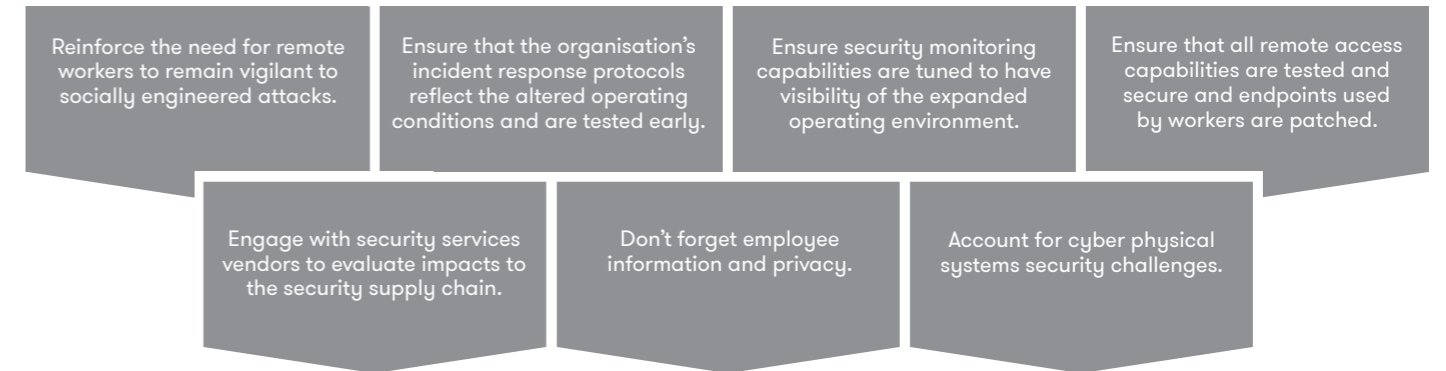 Reinforce the need for remote
workers to remain vigilant to
socially engineered attacks.
Ensure that the organisation's
incident response protocols
reflect the altered operating
conditions and are tested early.
Ensure security monitoring
capabilities are tuned to have
visibility of the expanded
operating environment.
Ensure that all remote access
capabilities are tested and
secure and endpoints used
by workers are patched.
Engage with security services
vendors to evaluate impacts to
the security supply chain.
Don't forget employee
information and privacy.
Account for cyber physical
systems security challenges.